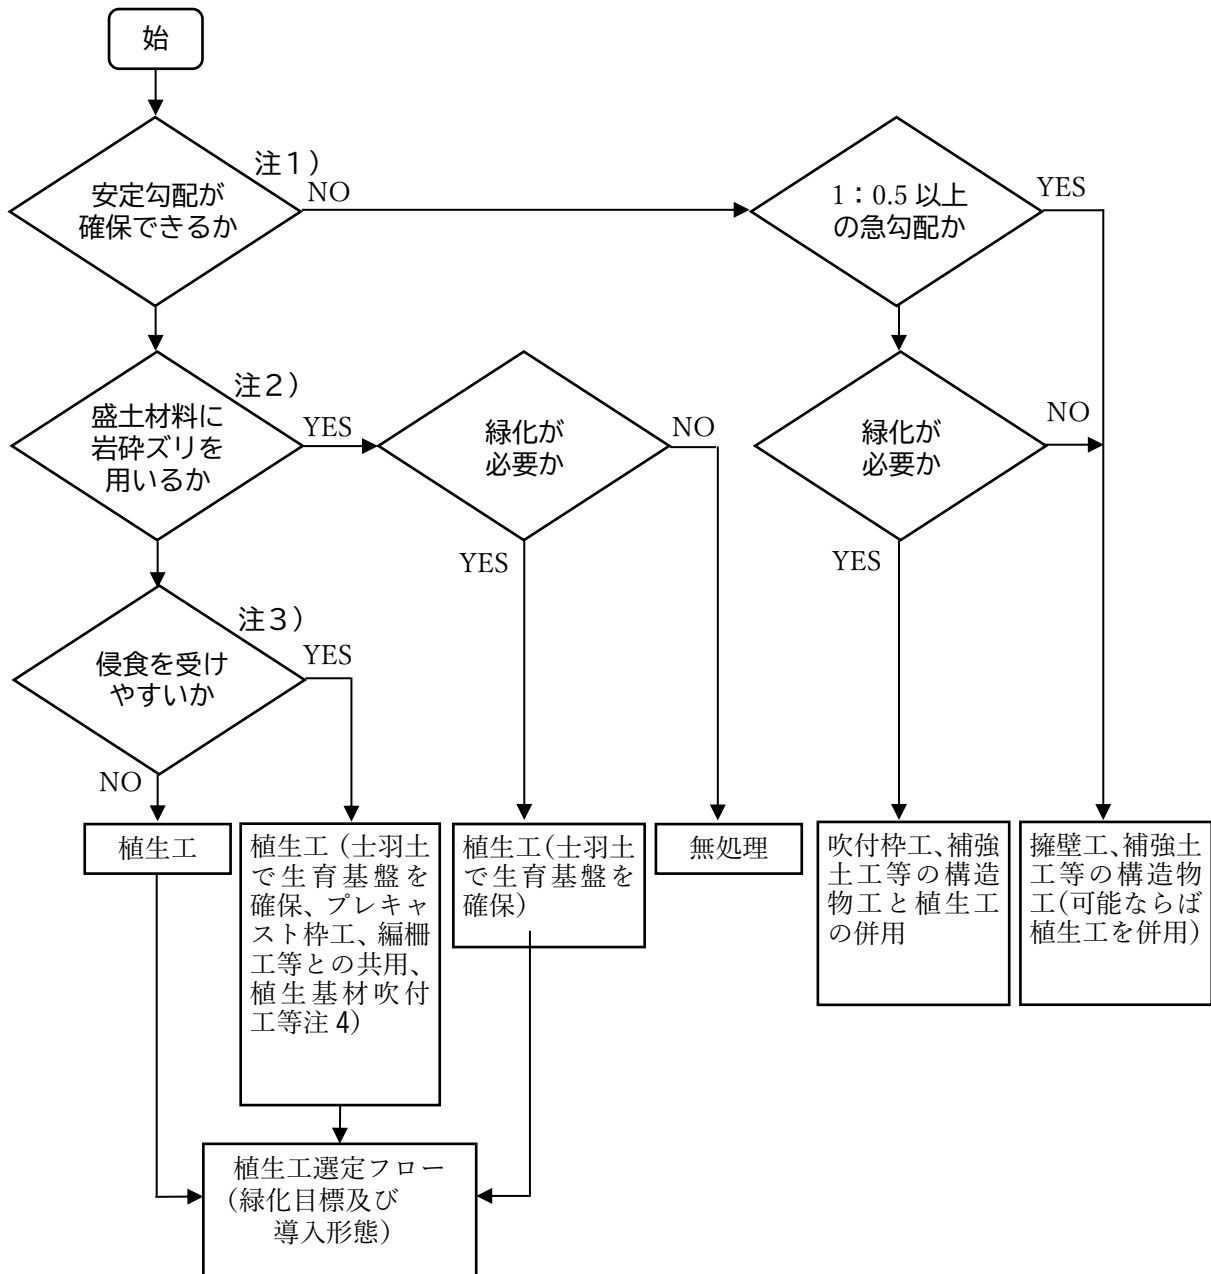 始
注１）
安定勾配が
確保できるか
NO
1：0.5 以上
の急勾配か
YES
注２）
盛土材料に
岩砕ズリを
用いるか
YES
緑化が
必要か
NO
緑化が
必要か
NO
YES
YES
注３）
侵食を受け
やすいか
YES
NO
植生工
植生工（士羽土
で生育基盤を
確保、プレキャ
スト枠工、編柵
工等との共用、
植生基材吹付
工等注 4）
植生工（士羽土
で生育基盤を
確保）
無処理
吹付枠工、補強
土工等の構造
物工と植生工
の併用
擁壁工、補強土
工等の構造物
工（可能ならば
植生工を併用）
植生工選定フロー
（緑化目標及び
導入形態）